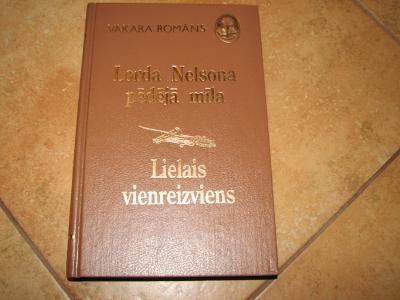 VAKARA ROMĀNS
Lorda Nelsona
pēdējā mīla
Lielais
vienreizviens